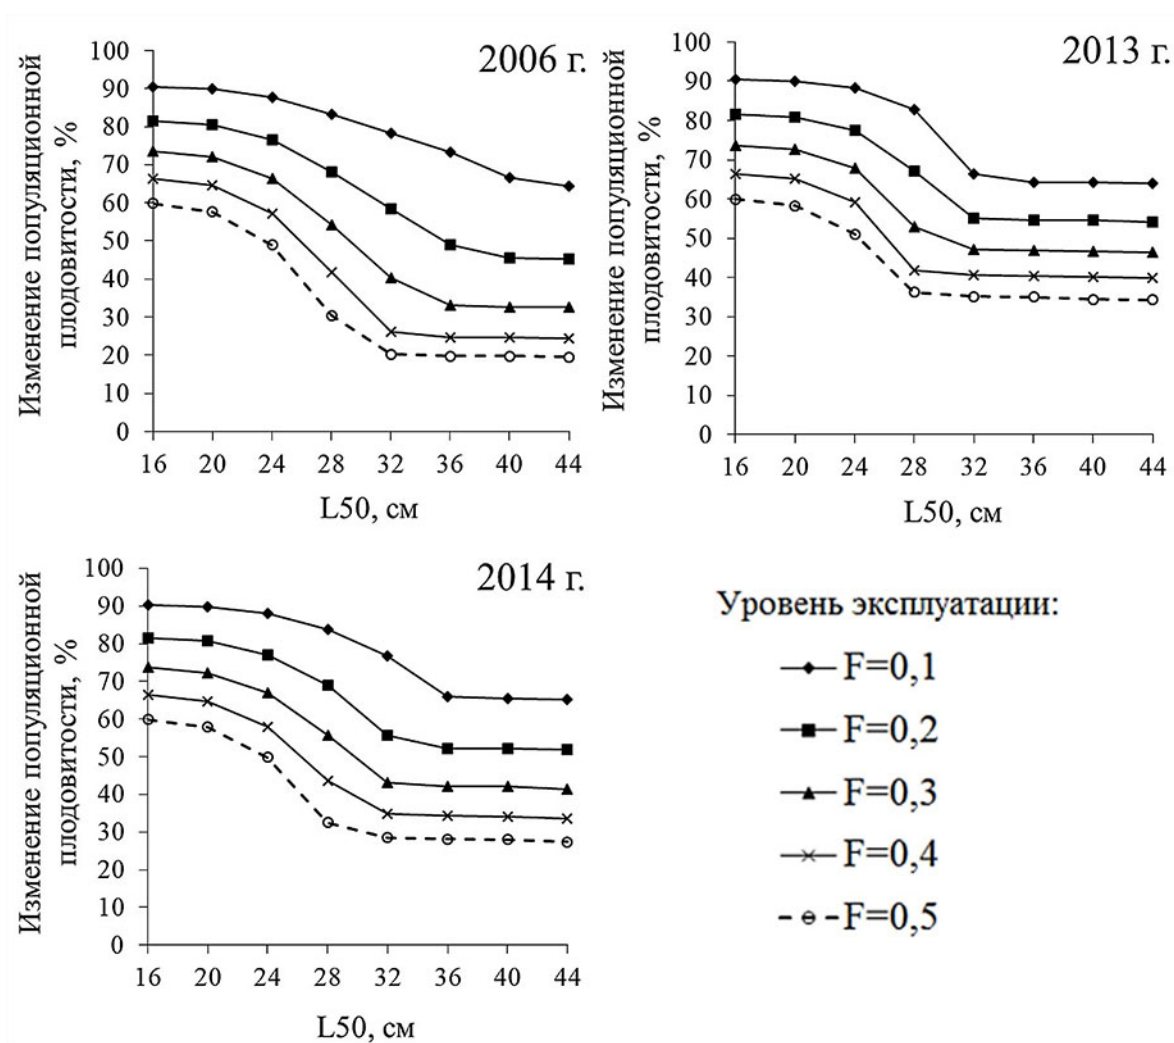 2006 г.
Изменение популяционной
плодовитости, %
100
90
80
70
60
50
40
30
20
10
0
16 20 24 28 32 36 40 44
L50, см
2013 г.
Изменение популяционной
плодовитости, %
100
90
80
70
60
50
40
30
20
10
0
16 20 24 28 32 36 40 44
L50, см
2014 г.
Изменение популяционной
плодовитости, %
100
90
80
70
60
50
40
30
20
10
0
16 20 24 28 32 36 40 44
L50, см
Уровень эксплуатации:
F=0,1
F=0,2
F=0,3
F=0,4
F=0,5